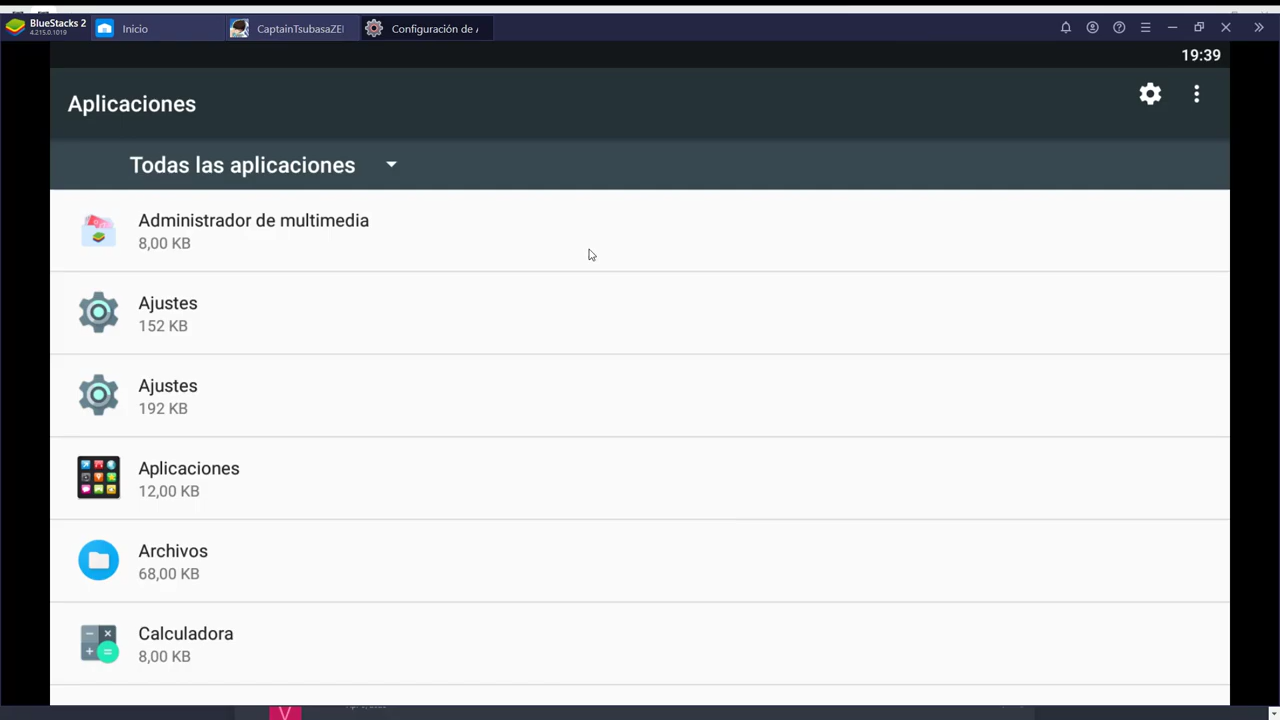 BlueStacks 2
4.215.0.1019
Inicio
CaptainTsubasaZE
Configuración de
19:39
Aplicaciones
Todas las aplicaciones
Administrador de multimedia
8,00 KB
Ajustes
152 KB
Ajustes
192 KB
Aplicaciones
12,00 KB
Archivos
68,00 KB
Calculadora
8,00 KB
V